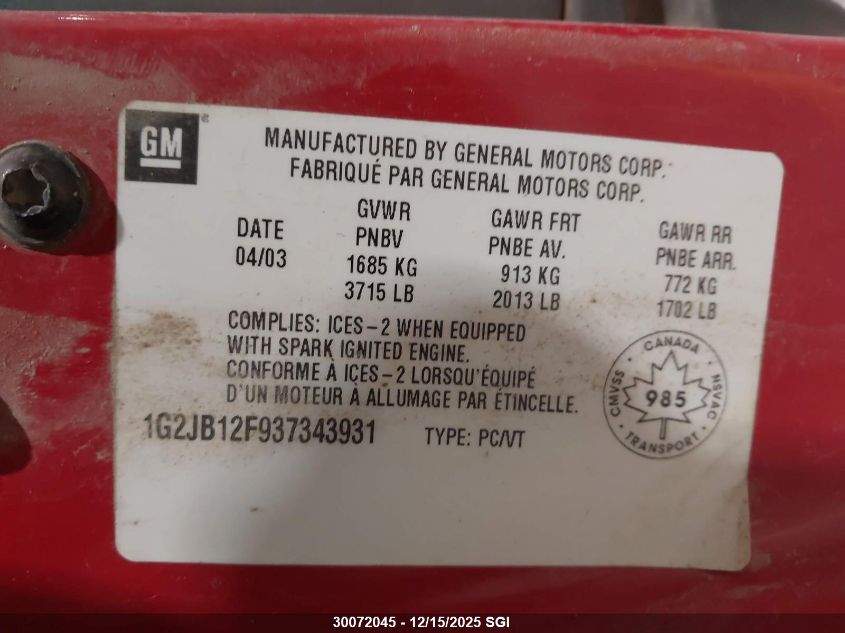 GM
MANUFACTURED BY GENERAL MOTORS CORP.
FABRIQUÉ PAR GENERAL MOTORS CORP.
DATE
04/03
GVWR
PNBV
1685 KG
3715 LB
GAWR FRT
PNBE AV.
913 KG
2013 LB
GAWR RR
PNBE ARR.
772 KG
1702 LB
COMPLIES: ICES-2 WHEN EQUIPPED
WITH SPARK IGNITED ENGINE.
CONFORME À ICES-2 LORSQU'ÉQUIPÉ
D'UN MOTEUR À ALLUMAGE PAR ÉTINCELLE.
CANADA
CMVSS
985
NSVAC
TRANSPORT
1G2JB12F937343931 TYPE: PC/VT
30072045 - 12/15/2025 SGI